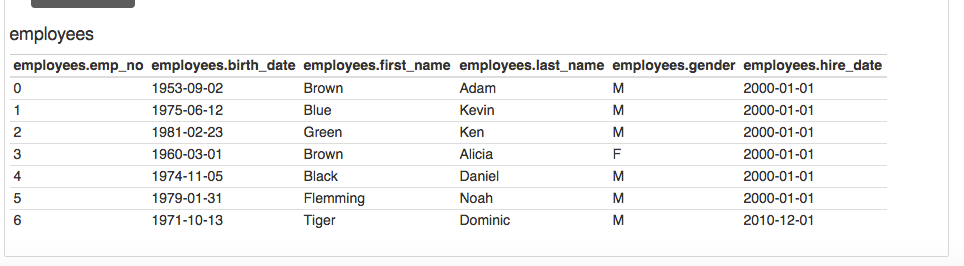 employees
employees.emp_no employees.birth_date employees.first_name employees.last_name employees.gender employees.hire_date
0 1953-09-02 Brown Adam M 2000-01-01
1 1975-06-12 Blue Kevin M 2000-01-01
2 1981-02-23 Green Ken M 2000-01-01
3 1960-03-01 Brown Alicia F 2000-01-01
4 1974-11-05 Black Daniel M 2000-01-01
5 1979-01-31 Flemming Noah M 2000-01-01
6 1971-10-13 Tiger Dominic M 2010-12-01